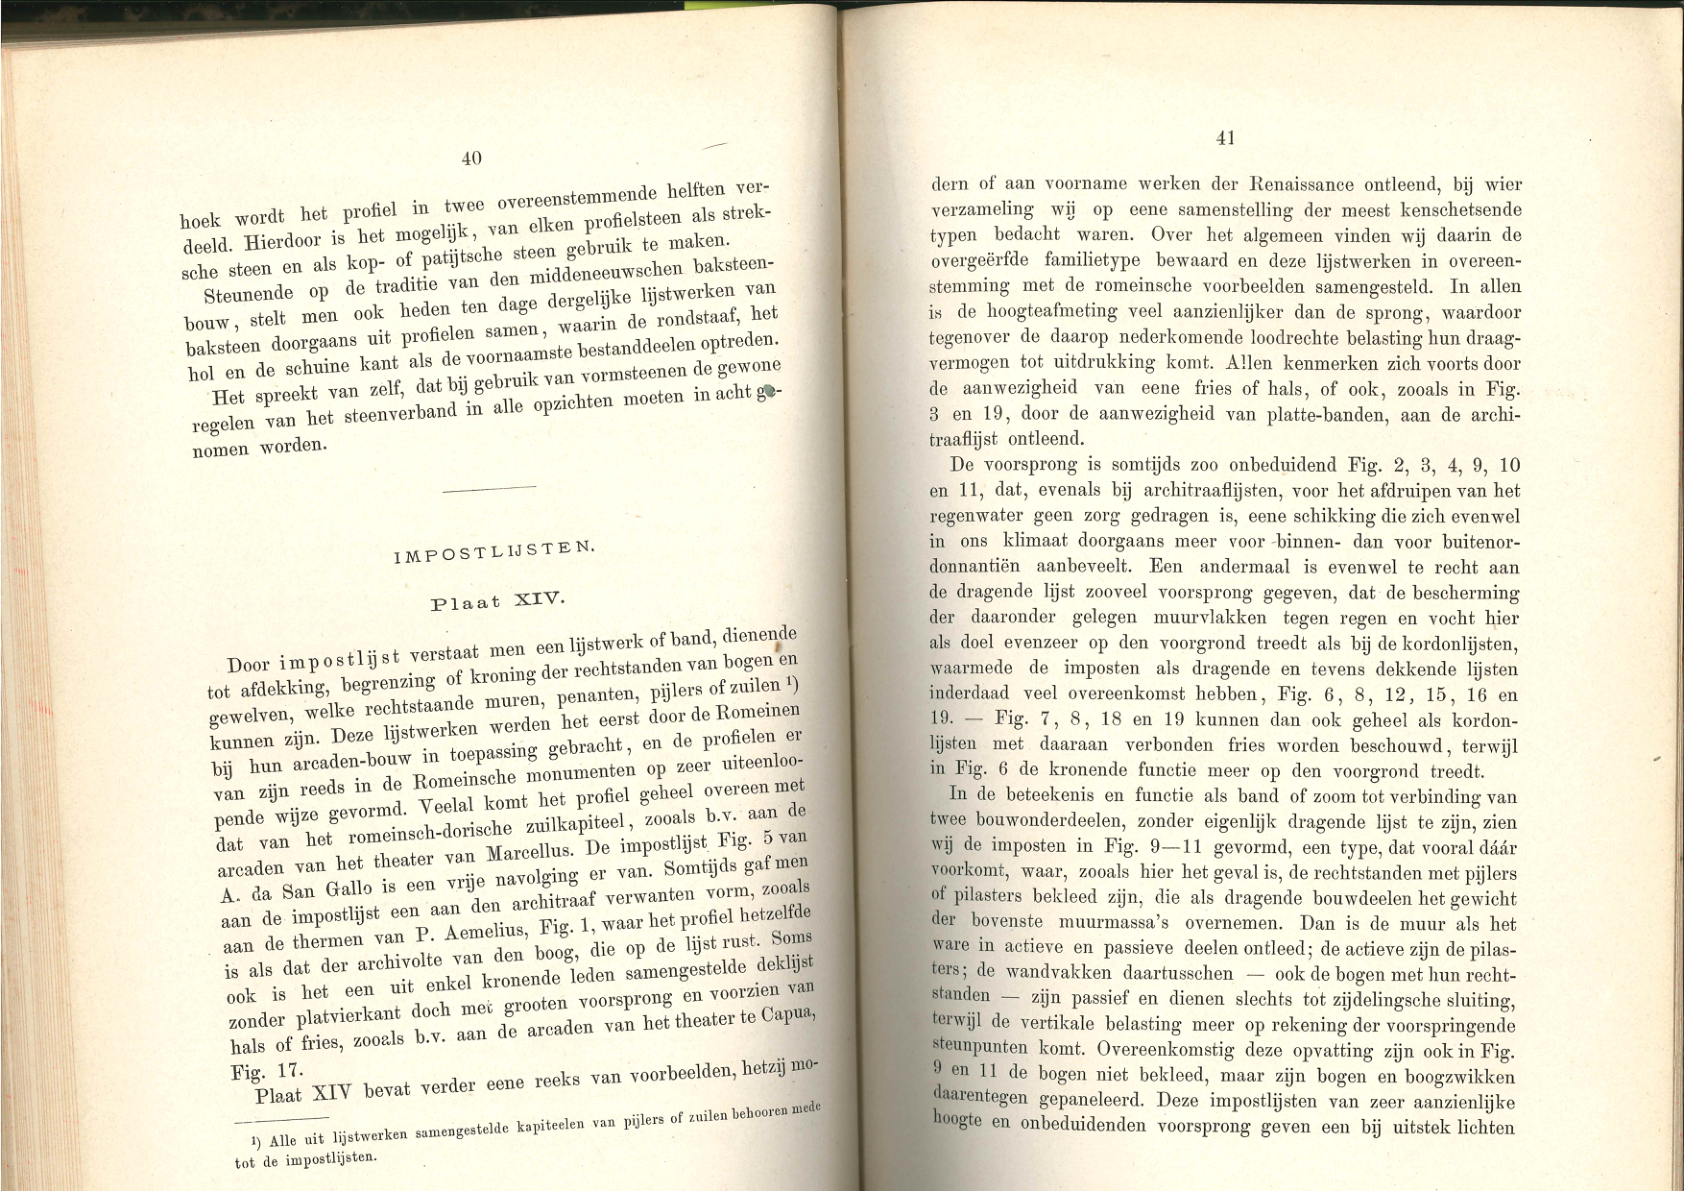 40
hoek wordt het profiel in twee overeenstemmende helften ver-
deeld. Hierdoor is het mogelijk, van elken profielsteen als strek-
sche steen en als kop- of patijtsche steen gebruik te maken.
Steunende op de traditie van den middeneeuwschen baksteen-
bouw, stelt men ook heden ten dage dergelijke lijstwerken van
baksteen doorgaans uit profielen samen, waarin de rondstaaf, het
hol en de schuine kant als de voornaamste bestanddeelen optreden.
Het spreekt van zelf, dat bij gebruik van vormsteenen de gewone
regelen van het steenverband in alle opzichten moeten in acht ge-
nomen worden.
IMPOSTLIJSTEN.
Plaat XIV.
Door impostlijst verstaat men een lijstwerk of band, dienende
tot afdekking, begrenzing of kroning der rechtstanden van bogen en
gewelven, welke rechtstaande muren, penanten, pijlers of zuilen ¹)
kunnen zijn. Deze lijstwerken werden het eerst door de Romeinen
bij hun arcaden-bouw in toepassing gebracht, en de profielen er
van zijn reeds in de Romeinsche monumenten op zeer uiteenloo-
pende wijze gevormd. Veelal komt het profiel geheel overeen met
dat van het romeinsch-dorische zuilkapiteel, zooals b.v. aan de
arcaden van het theater van Marcellus. De impostlijst Fig. 5 van
A. da San Gallo is een vrije navolging er van. Somtijds gaf men
aan de impostlijst een aan den architraaf verwanten vorm, zooals
aan de thermen van P. Aemelius, Fig. 1, waar het profiel hetzelfde
is als dat der archivolte van den boog, die op de lijst rust. Soms
ook is het een uit enkel kronende leden samengestelde deklijst
zonder platvierkant doch met grooten voorsprong en voorzien van
hals of fries, zooals b.v. aan de arcaden van het theater te Capua,
Fig. 17.
Plaat XIV bevat verder eene reeks van voorbeelden, hetzij mo-
¹) Alle uit lijstwerken samengestelde kapiteelen van pijlers of zuilen behooren mede
tot de impostlijsten.
41
dern of aan voorname werken der Renaissance ontleend, bij wier
verzameling wij op eene samenstelling der meest kenschetsende
typen bedacht waren. Over het algemeen vinden wij daarin de
overgeërfde familietype bewaard en deze lijstwerken in overeen-
stemming met de romeinsche voorbeelden samengesteld. In allen
is de hoogteafmeting veel aanzienlijker dan de sprong, waardoor
tegenover de daarop nederkomende loodrechte belasting hun draag-
vermogen tot uitdrukking komt. Allen kenmerken zich voorts door
de aanwezigheid van eene fries of hals, of ook, zooals in Fig.
3 en 19, door de aanwezigheid van platte-banden, aan de archi-
traaflijst ontleend.
De voorsprong is somtijds zoo onbeduidend Fig. 2, 3, 4, 9, 10
en 11, dat, evenals bij architraaflijsten, voor het afdruipen van het
regenwater geen zorg gedragen is, eene schikking die zich evenwel
in ons klimaat doorgaans meer voor binnen- dan voor buitenor-
donnantiën aanbeveelt. Een andermaal is evenwel te recht aan
de dragende lijst zooveel voorsprong gegeven, dat de bescherming
der daaronder gelegen muurvlakken tegen regen en vocht hier
als doel evenzeer op den voorgrond treedt als bij de kordonlijsten,
waarmede de imposten als dragende en tevens dekkende lijsten
inderdaad veel overeenkomst hebben, Fig. 6, 8, 12, 15, 16 en
19. — Fig. 7, 8, 18 en 19 kunnen dan ook geheel als kordon-
lijsten met daaraan verbonden fries worden beschouwd, terwijl
in Fig. 6 de kronende functie meer op den voorgrond treedt.
In de beteekenis en functie als band of zoom tot verbinding van
twee bouwonderdeelen, zonder eigenlijk dragende lijst te zijn, zien
wij de imposten in Fig. 9—11 gevormd, een type, dat vooral dáár
voorkomt, waar, zooals hier het geval is, de rechtstanden met pijlers
of pilasters bekleed zijn, die als dragende bouwdeelen het gewicht
der bovenste muurmassa's overnemen. Dan is de muur als het
ware in actieve en passieve deelen ontleed; de actieve zijn de pilas-
ters; de wandvakken daartusschen — ook de bogen met hun recht-
standen — zijn passief en dienen slechts tot zijdelingsche sluiting,
terwijl de vertikale belasting meer op rekening der voorspringende
steunpunten komt. Overeenkomstig deze opvatting zijn ook in Fig.
9 en 11 de bogen niet bekleed, maar zijn bogen en boogzwikken
daarentegen gepaneleerd. Deze impostlijsten van zeer aanzienlijke
hoogte en onbeduidenden voorsprong geven een bij uitstek lichten